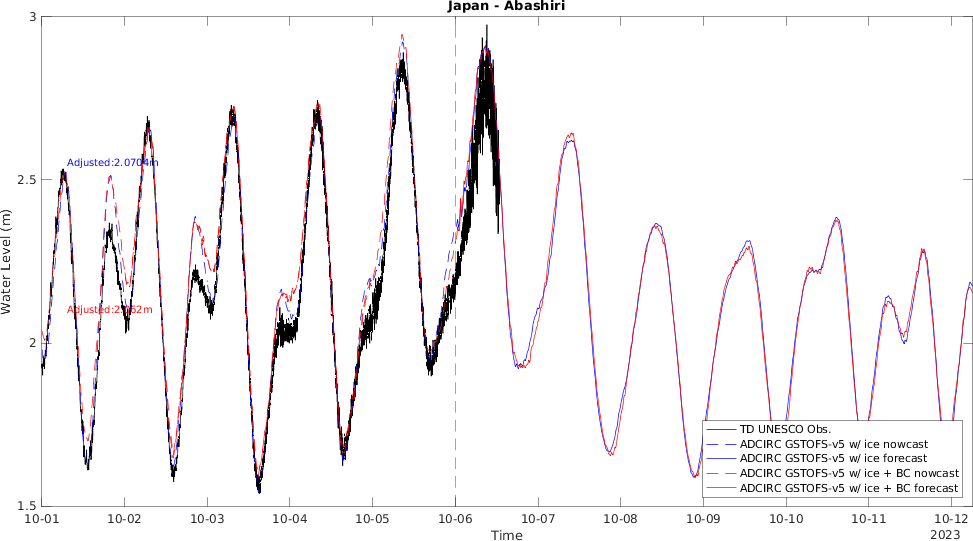 Japan - Abashiri
Water Level (m)
3
2.5
2
1.5
Adjusted:2.0704m
TD UNESCO Obs.
ADCIRC GSTOFS-v5 w/ ice nowcast
ADCIRC GSTOFS-v5 w/ ice forecast
ADCIRC GSTOFS-v5 w/ ice + BC nowcast
ADCIRC GSTOFS-v5 w/ ice + BC forecast
10-01 10-02 10-03 10-04 10-05 10-06 10-07 10-08 10-09 10-10 10-11 10-12
Time
2023